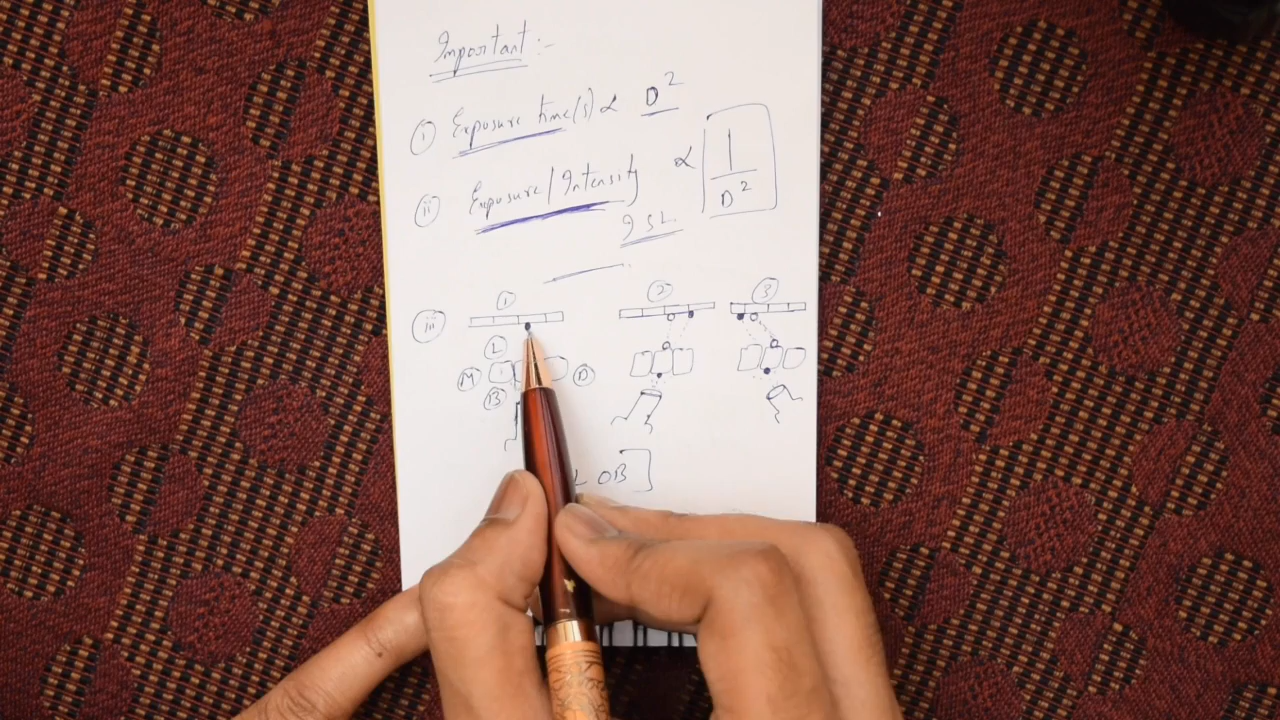 Important :-
(i) Exposure time(s) ∝ D²
(ii) Exposure / Intensity ∝ 1/D²
ISL
(iii) (1) (2) (3)
(L)
(M) (D)
(B)
L OB]